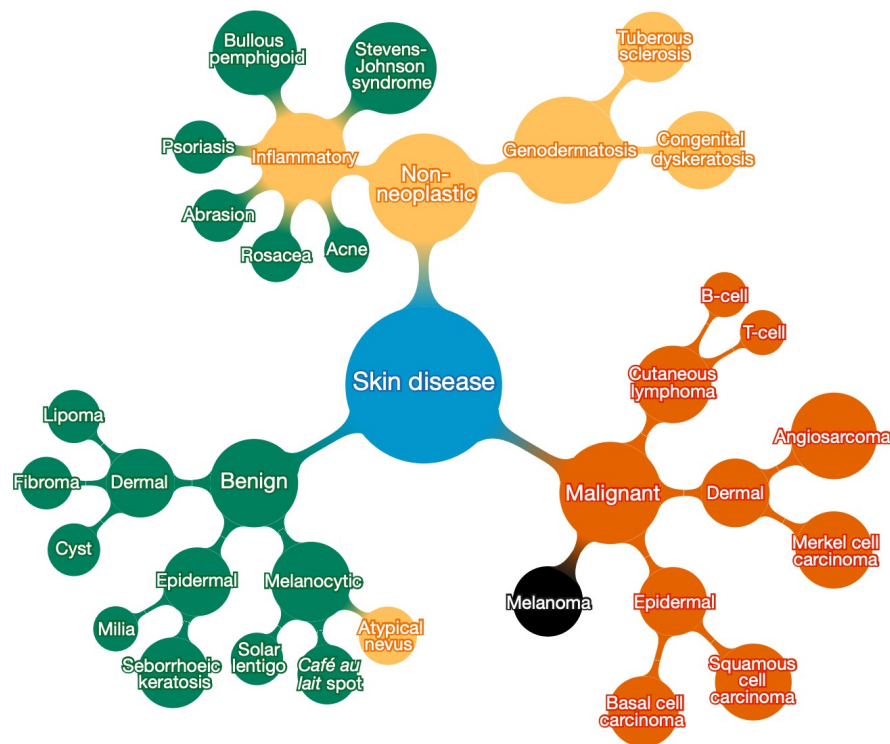 Bullous
pemphigoid
Stevens-
Johnson
syndrome
Tuberous
sclerosis
Psoriasis
Inflammatory
Genodermatosis
Congenital
dyskeratosis
Non-
neoplastic
Abrasion
Rosacea
Acne
B-cell
T-cell
Skin disease
Cutaneous
lymphoma
Lipoma
Angiosarcoma
Fibroma
Dermal
Benign
Malignant
Dermal
Cyst
Merkel cell
carcinoma
Epidermal
Melanocytic
Melanoma
Epidermal
Milia
Atypical
nevus
Seborrhoeic
keratosis
Solar
lentigo
Café au
lait spot
Squamous
cell
carcinoma
Basal cell
carcinoma